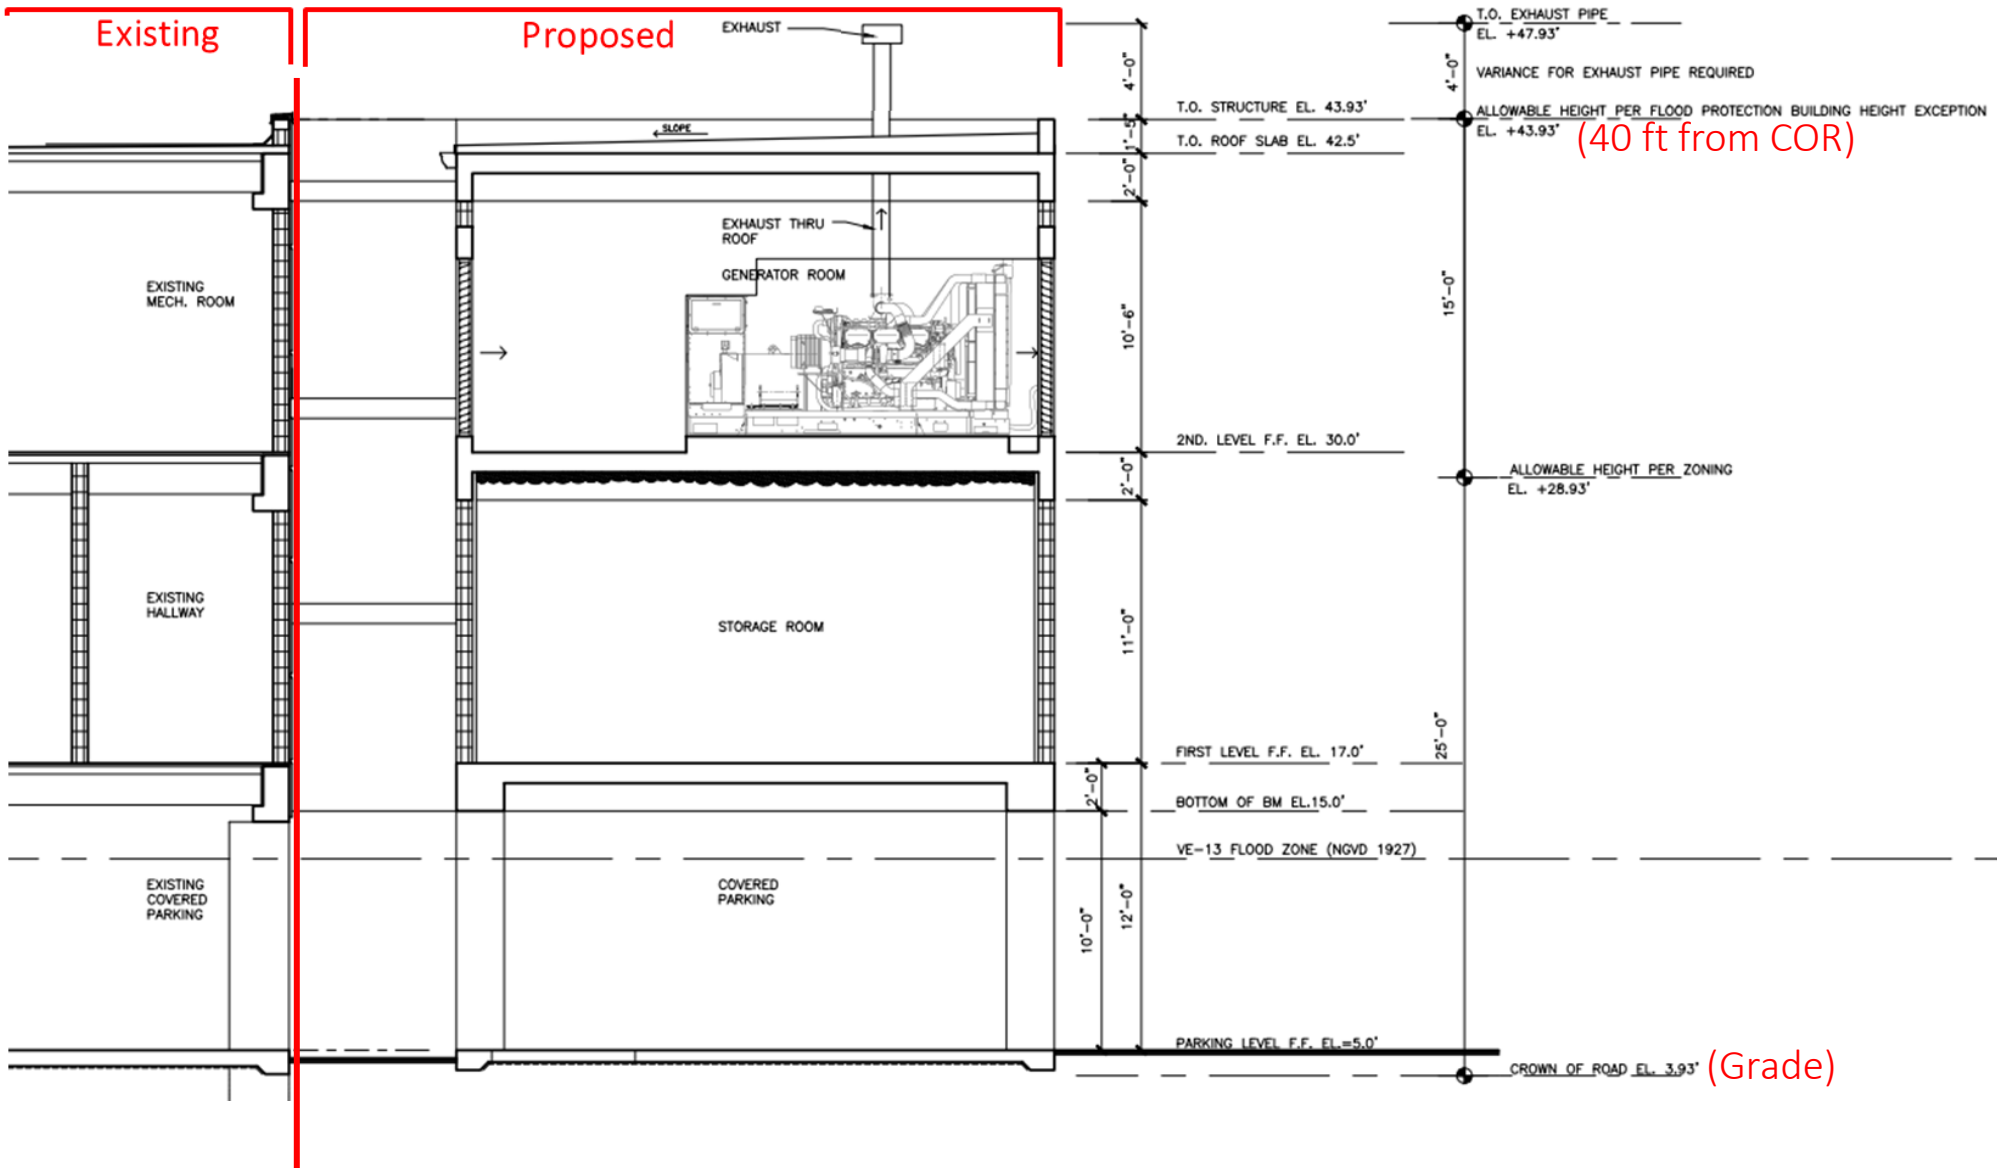 Existing
Proposed
EXHAUST
T.O. EXHAUST PIPE
EL. +47.93'
4'-0"
4'-0"
VARIANCE FOR EXHAUST PIPE REQUIRED
T.O. STRUCTURE EL. 43.93'
ALLOWABLE HEIGHT PER FLOOD PROTECTION BUILDING HEIGHT EXCEPTION
EL. +43.93'
(40 ft from COR)
SLOPE
1'-5"
T.O. ROOF SLAB EL. 42.5'
2'-0"
EXHAUST THRU
ROOF
GENERATOR ROOM
EXISTING
MECH. ROOM
10'-6"
15'-0"
2ND. LEVEL F.F. EL. 30.0'
2'-0"
ALLOWABLE HEIGHT PER ZONING
EL. +28.93'
EXISTING
HALLWAY
STORAGE ROOM
11'-0"
25'-0"
FIRST LEVEL F.F. EL. 17.0'
2'-0"
BOTTOM OF BM EL.15.0'
VE-13 FLOOD ZONE (NGVD 1927)
EXISTING
COVERED
PARKING
COVERED
PARKING
10'-0"
12'-0"
PARKING LEVEL F.F. EL.=5.0'
CROWN OF ROAD EL. 3.93'
(Grade)